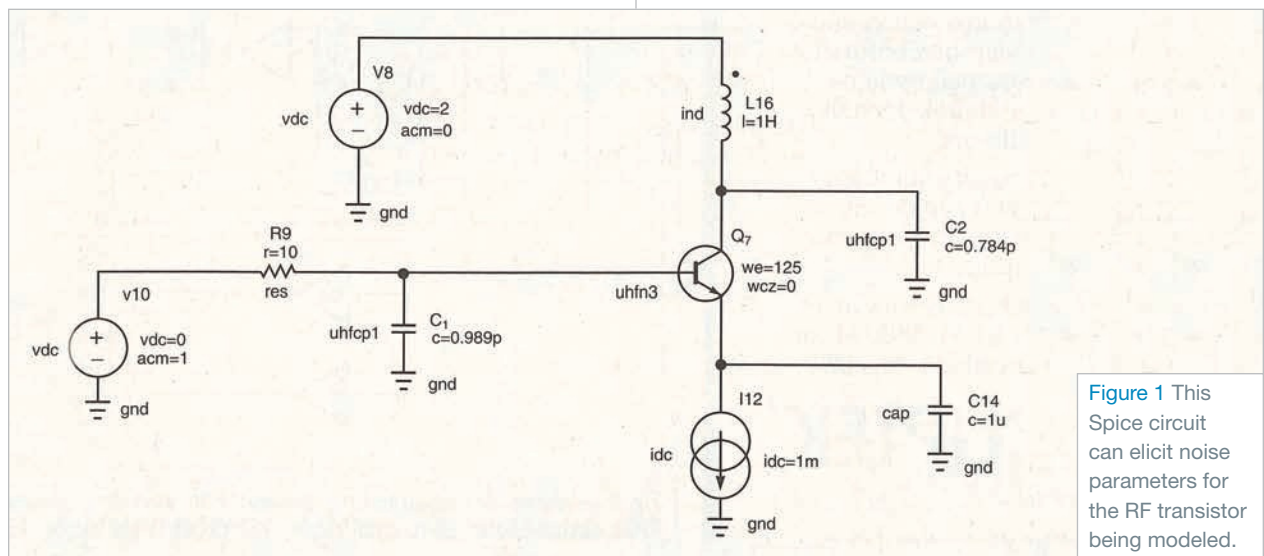 V8
vdc
+
−
vdc=2
acm=0
gnd
ind
L16
l=1H
R9
r=10
res
v10
vdc
+
−
vdc=0
acm=1
gnd
uhfcp1
C1
c=0.989p
gnd
Q7
uhfn3
we=125
wcz=0
uhfcp1
C2
c=0.784p
gnd
I12
idc
idc=1m
gnd
cap
C14
c=1u
gnd
Figure 1 This
Spice circuit
can elicit noise
parameters for
the RF transistor
being modeled.